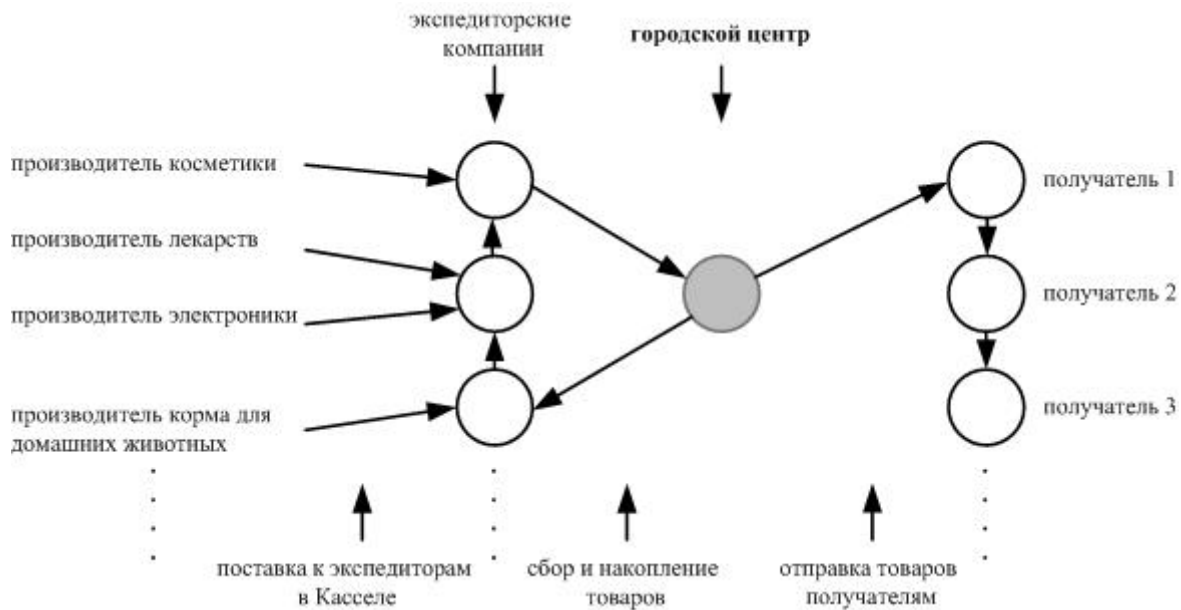 экспедиторские
компании
городской центр
производитель косметики
получатель 1
производитель лекарств
получатель 2
производитель электроники
получатель 3
производитель корма для
домашних животных
поставка к экспедиторам
в Касселе
сбор и накопление
товаров
отправка товаров
получателям